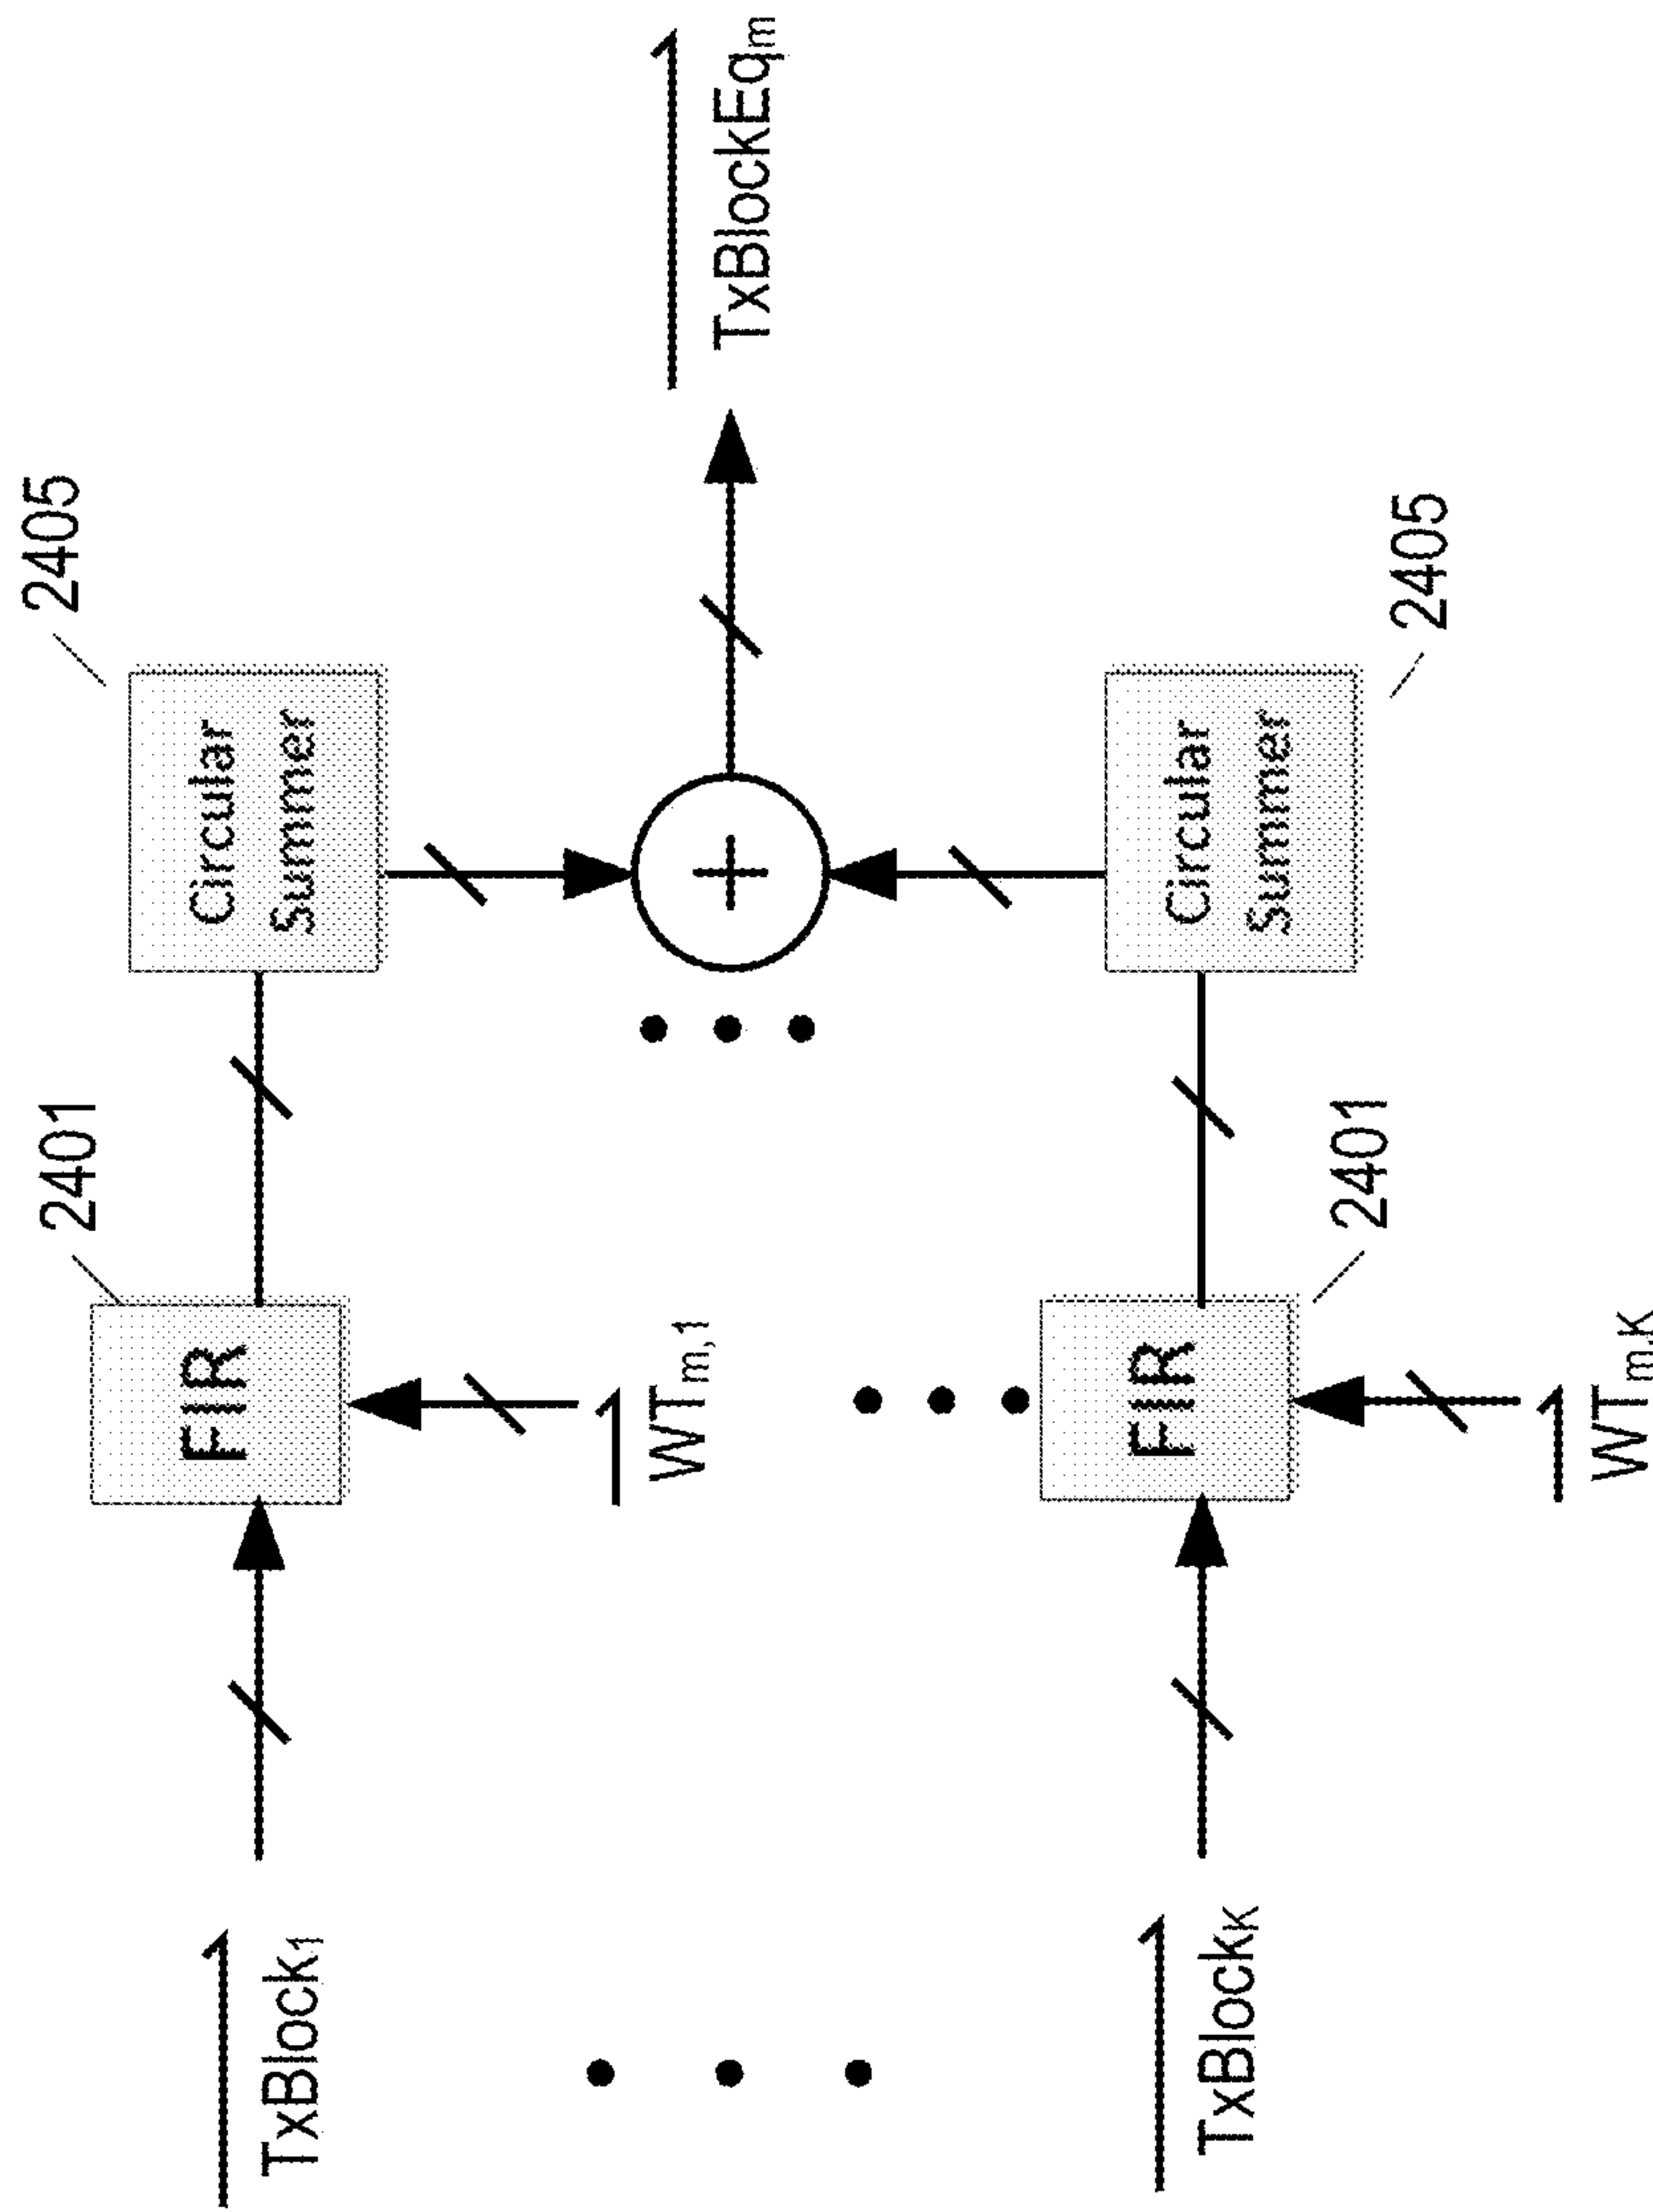 2401
2405
TxBlock₁
FIR
Circular
Summer
WTm,1
+
TxBlockEqm
TxBlockK
FIR
Circular
Summer
WTm,K
2401
2405